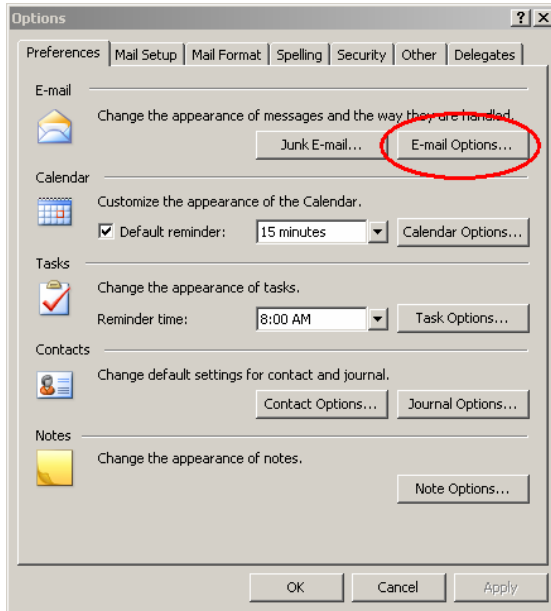 Options
Preferences Mail Setup Mail Format Spelling Security Other Delegates
E-mail
Change the appearance of messages and the way they are handled.
Junk E-mail... E-mail Options...
Calendar
Customize the appearance of the Calendar.
Default reminder: 15 minutes Calendar Options...
Tasks
Change the appearance of tasks.
Reminder time: 8:00 AM Task Options...
Contacts
Change default settings for contact and journal.
Contact Options... Journal Options...
Notes
Change the appearance of notes.
Note Options...
OK Cancel Apply